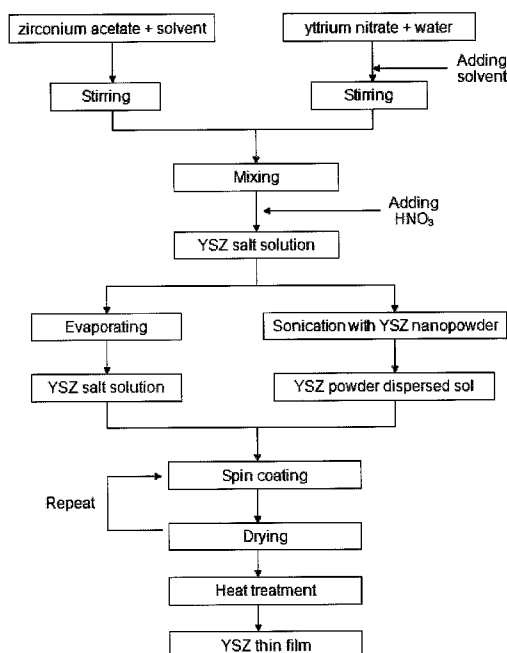 zirconium acetate + solvent
yttrium nitrate + water
Adding
solvent
Stirring
Stirring
Mixing
Adding
HNO₃
YSZ salt solution
Evaporating
Sonication with YSZ nanopowder
YSZ salt solution
YSZ powder dispersed sol
Spin coating
Repeat
Drying
Heat treatment
YSZ thin film